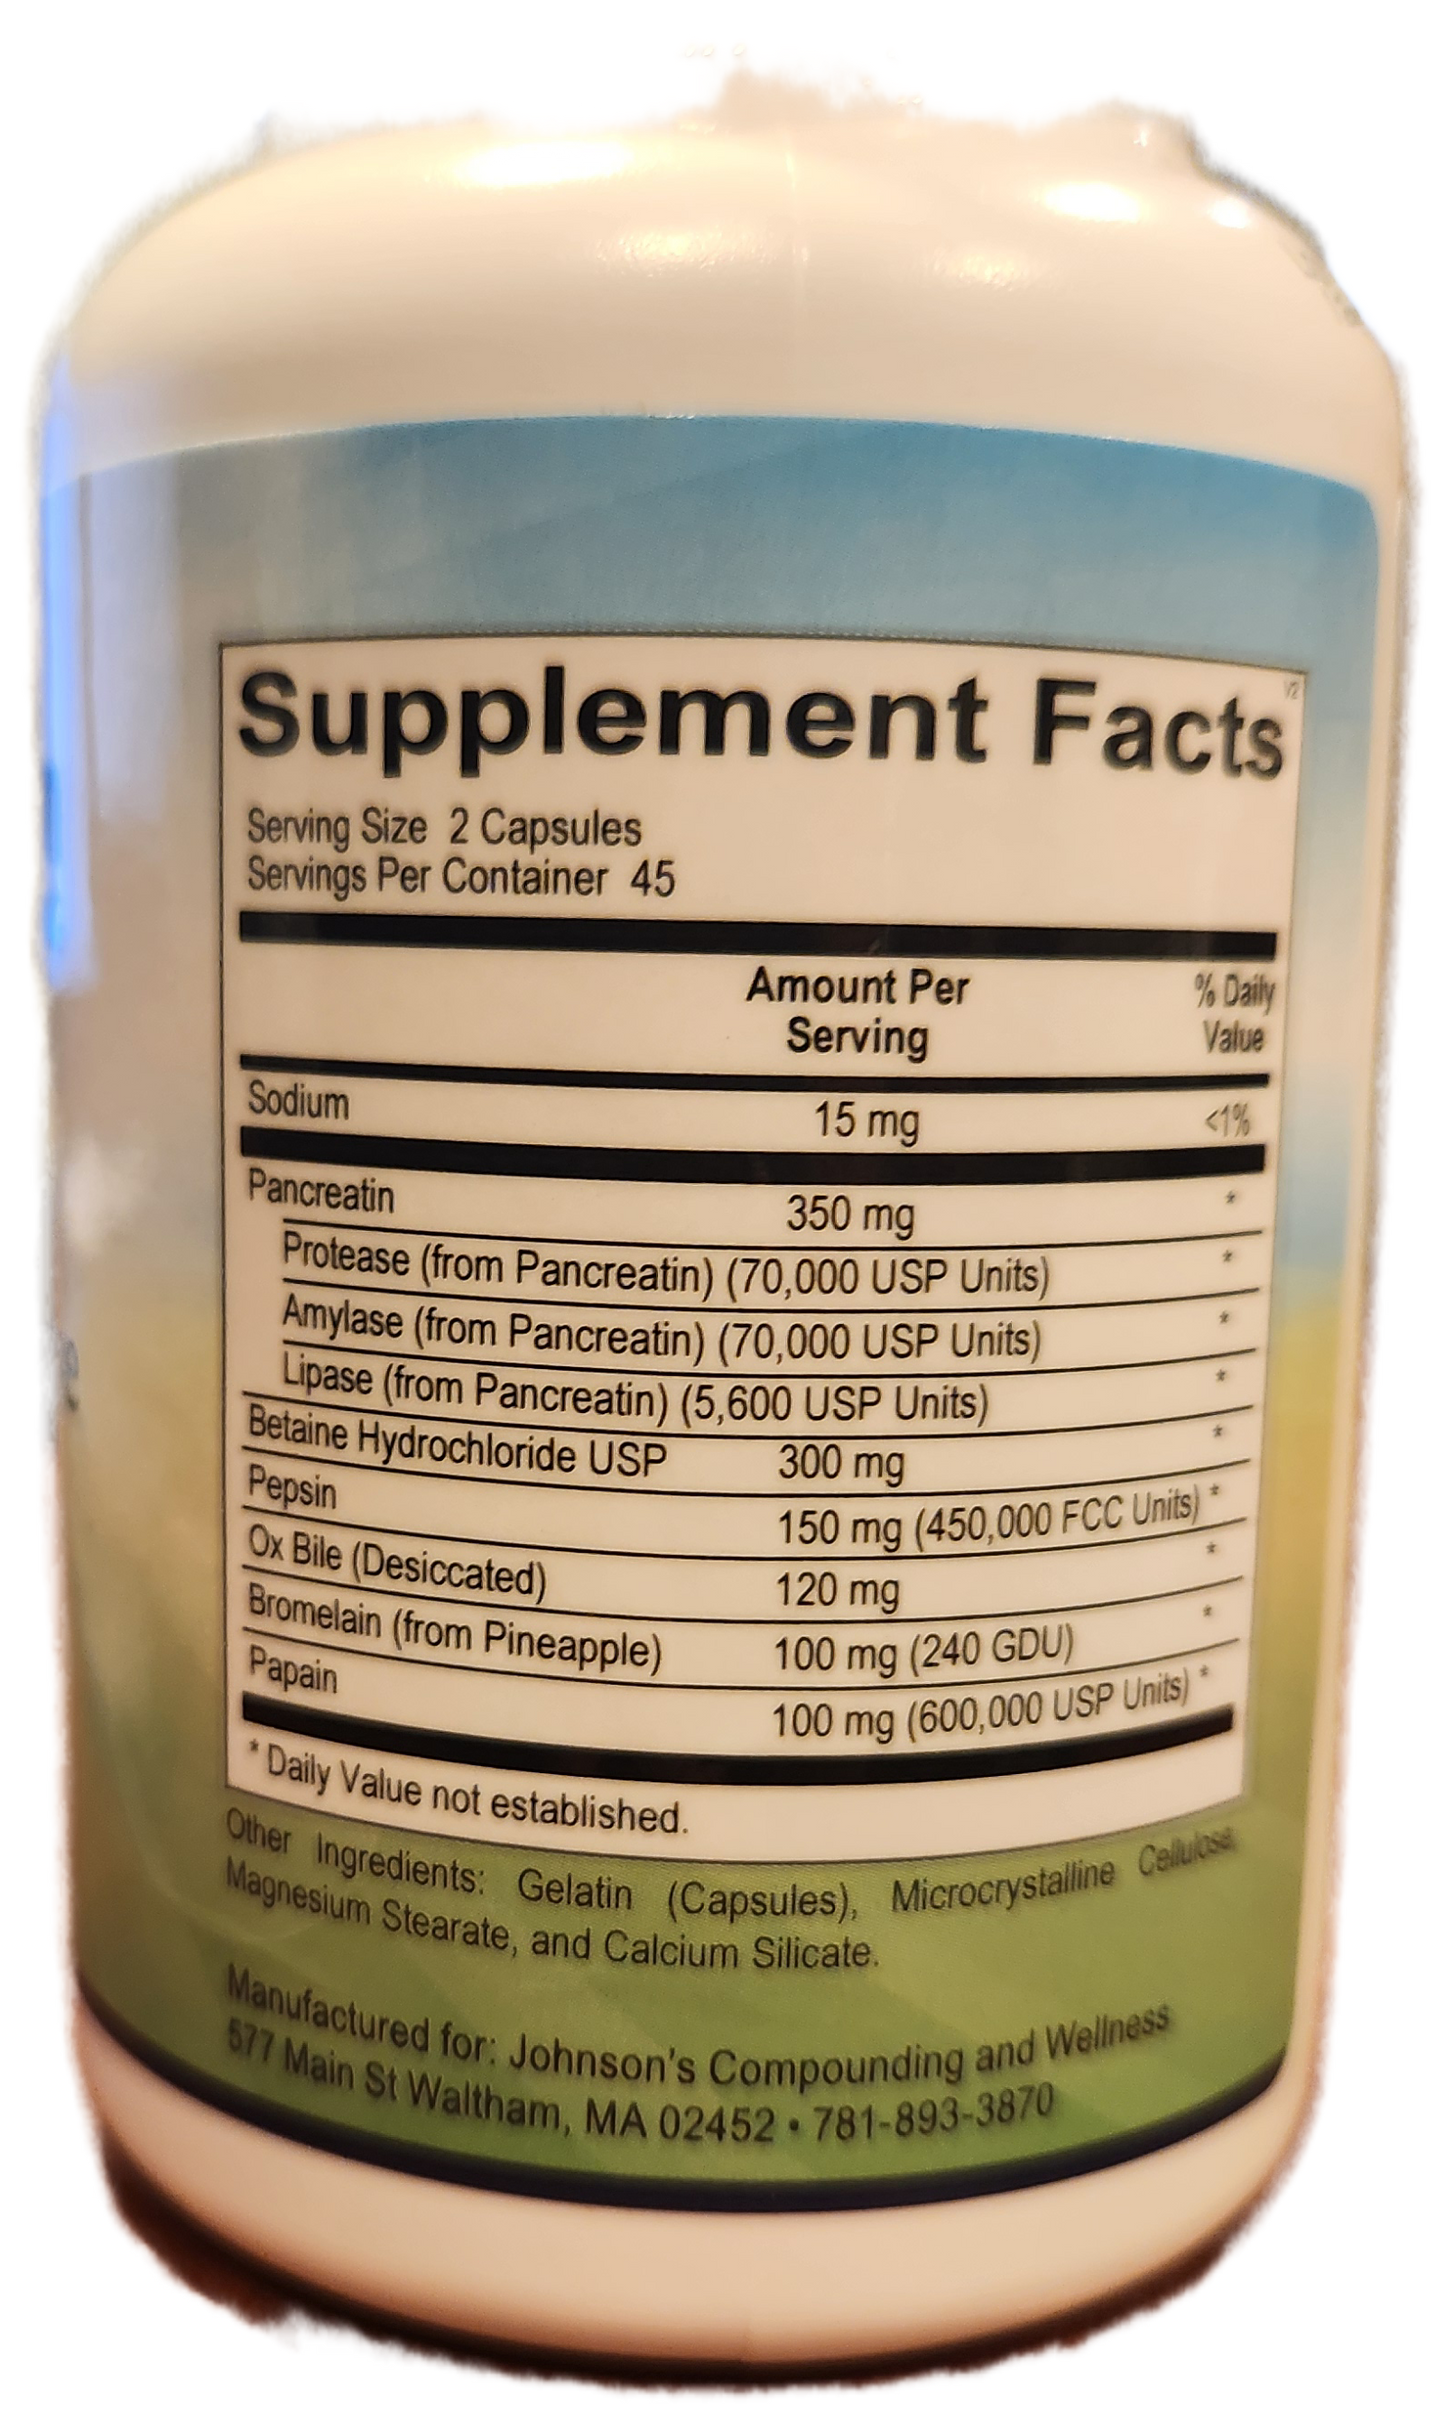 Supplement Facts
V2
Serving Size 2 Capsules
Servings Per Container 45
Amount Per % Daily
Serving Value
Sodium 15 mg <1%
Pancreatin 350 mg *
Protease (from Pancreatin) (70,000 USP Units) *
Amylase (from Pancreatin) (70,000 USP Units) *
Lipase (from Pancreatin) (5,600 USP Units) *
Betaine Hydrochloride USP 300 mg *
Pepsin 150 mg (450,000 FCC Units) *
Ox Bile (Desiccated) 120 mg *
Bromelain (from Pineapple) 100 mg (240 GDU) *
Papain 100 mg (600,000 USP Units) *
* Daily Value not established.
Other Ingredients: Gelatin (Capsules), Microcrystalline Cellulose,
Magnesium Stearate, and Calcium Silicate.
Manufactured for: Johnson's Compounding and Wellness
577 Main St Waltham, MA 02452 • 781-893-3870